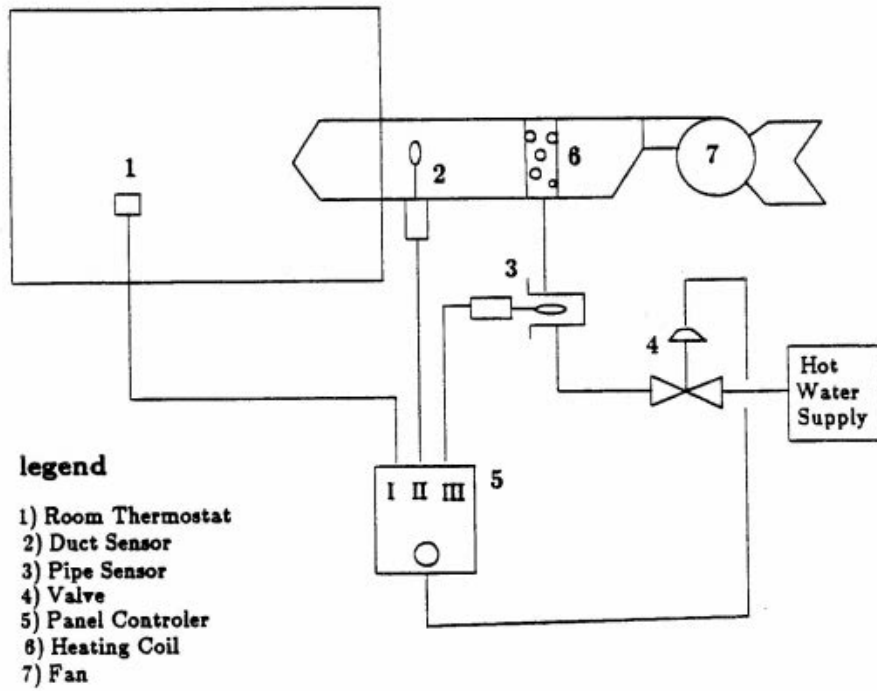 1
2
6
7
3
4
Hot
Water
Supply
5
I II III
legend
1) Room Thermostat
2) Duct Sensor
3) Pipe Sensor
4) Valve
5) Panel Controler
6) Heating Coil
7) Fan